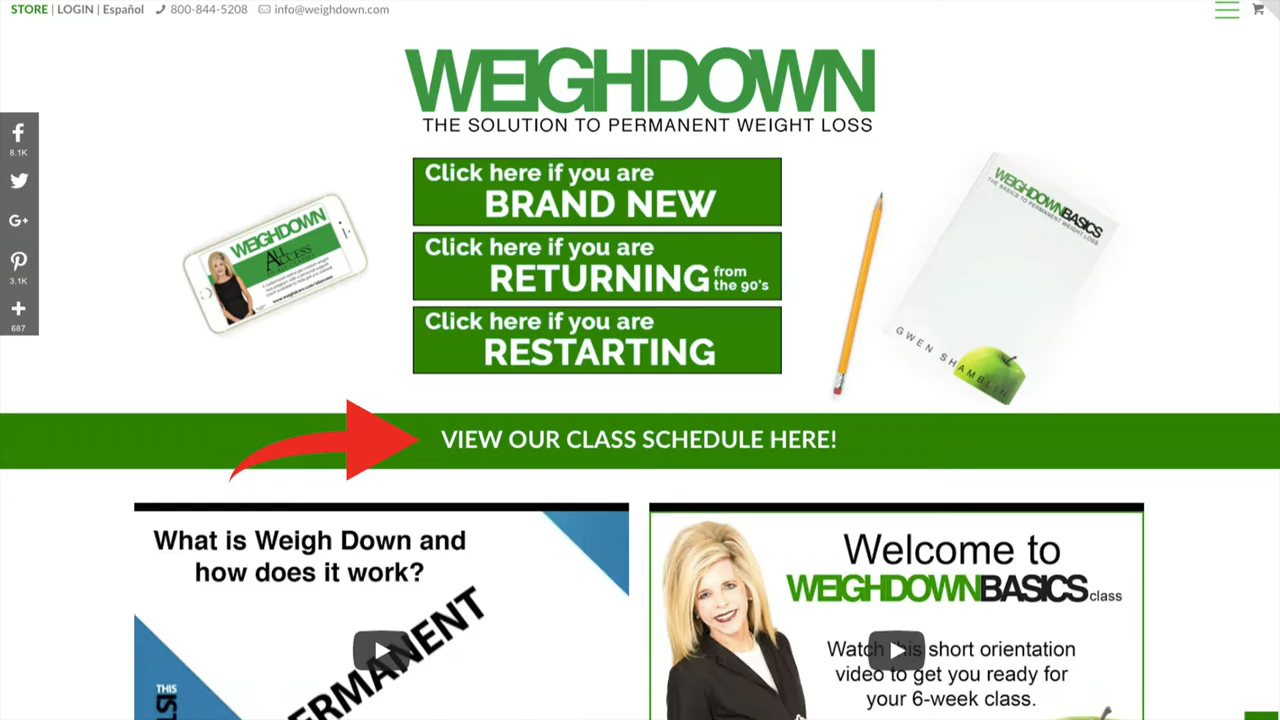 STORE | LOGIN | Español 800-844-5208 info@weighdown.com
WEIGHDOWN
THE SOLUTION TO PERMANENT WEIGHT LOSS
8.1K
G+
3.1K
687
Click here if you are
BRAND NEW
Click here if you are
RETURNING from the 90's
Click here if you are
RESTARTING
WEIGHDOWN
ALL ACCESS
WEIGHDOWNBASICS
THE BASICS TO PERMANENT WEIGHT LOSS
GWEN SHAMBLIN
VIEW OUR CLASS SCHEDULE HERE!
What is Weigh Down and
how does it work?
PERMANENT
THIS
Welcome to
WEIGHDOWNBASICS class
Watch this short orientation
video to get you ready for
your 6-week class.